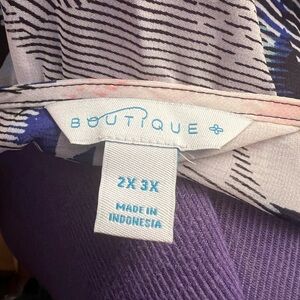 BOUTIQUE +
2X 3X
MADE IN
INDONESIA